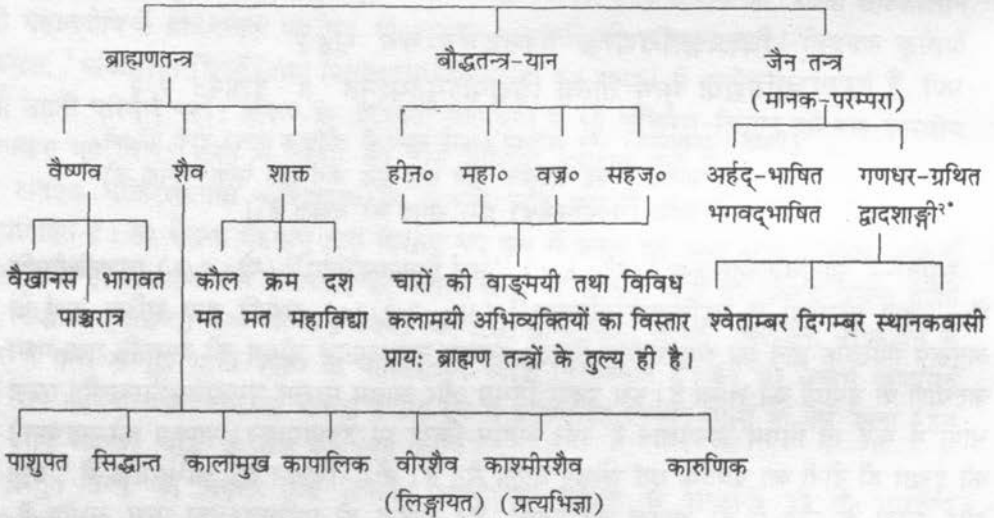 ब्राह्मणतन्त्र बौद्धतन्त्र-यान जैन तन्त्र
(मानक-परम्परा)
वैष्णव शैव शाक्त हीन० महा० वज्र० सहज० अर्हद्-भाषित गणधर-ग्रथित
भगवद्भाषित द्वादशाङ्गी२*
वैखानस भागवत कौल क्रम दश चारों की वाङ्मयी तथा विविध
पाञ्चरात्र मत मत महाविद्या कलामयी अभिव्यक्तियों का विस्तार श्वेताम्बर दिगम्बर स्थानकवासी
प्राय: ब्राह्मण तन्त्रों के तुल्य ही है।
पाशुपत सिद्धान्त कालामुख कापालिक वीरशैव काश्मीरशैव कारुणिक
(लिङ्गायत) (प्रत्यभिज्ञा)